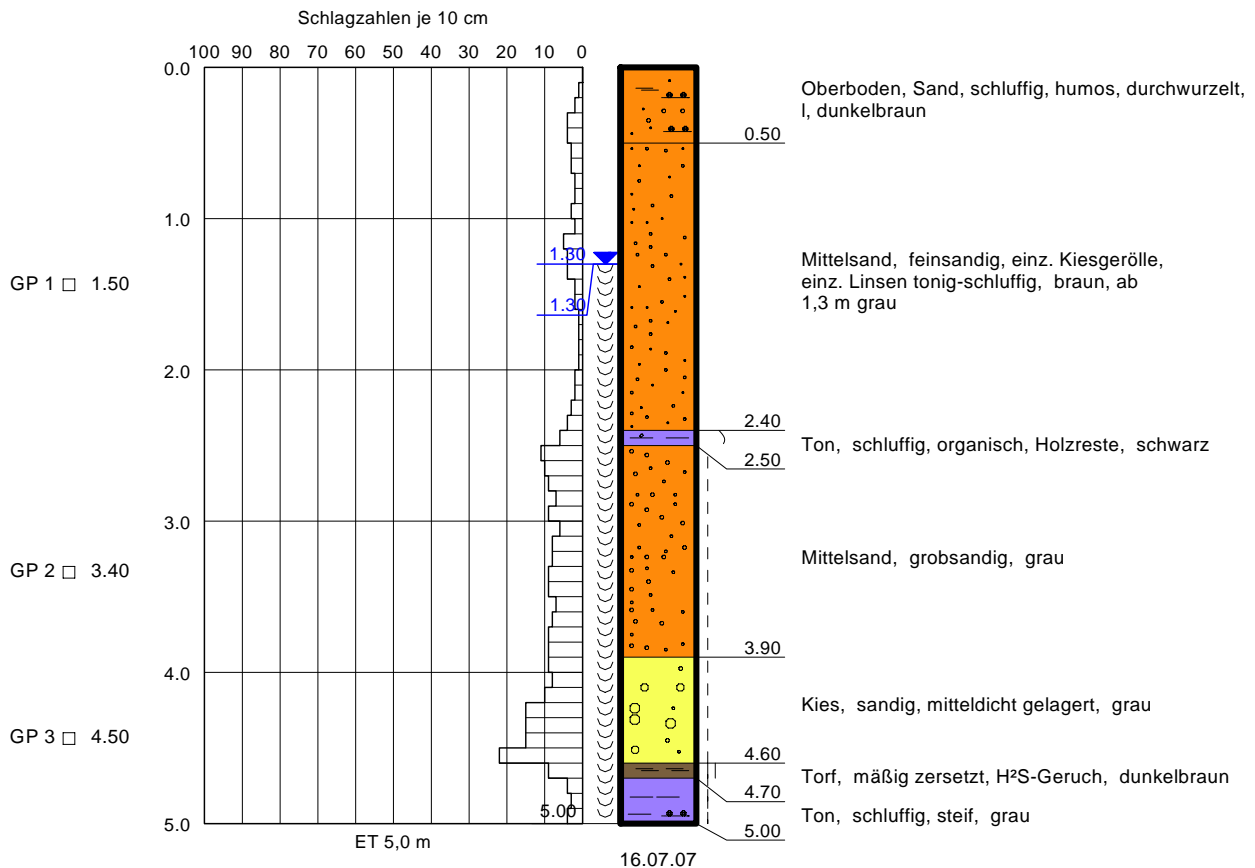 Schlagzahlen je 10 cm
100 90 80 70 60 50 40 30 20 10 0
0.0
Oberboden, Sand, schluffig, humos, durchwurzelt,
l, dunkelbraun
0.50
1.0
1.30
Mittelsand, feinsandig, einz. Kiesgerölle,
einz. Linsen tonig-schluffig, braun, ab
1,3 m grau
GP 1 1.50
1.30
2.0
2.40
Ton, schluffig, organisch, Holzreste, schwarz
2.50
3.0
Mittelsand, grobsandig, grau
GP 2 3.40
3.90
4.0
Kies, sandig, mitteldicht gelagert, grau
GP 3 4.50
4.60
Torf, mäßig zersetzt, H²S-Geruch, dunkelbraun
4.70
Ton, schluffig, steif, grau
5.00
5.0
5.00
ET 5,0 m
16.07.07